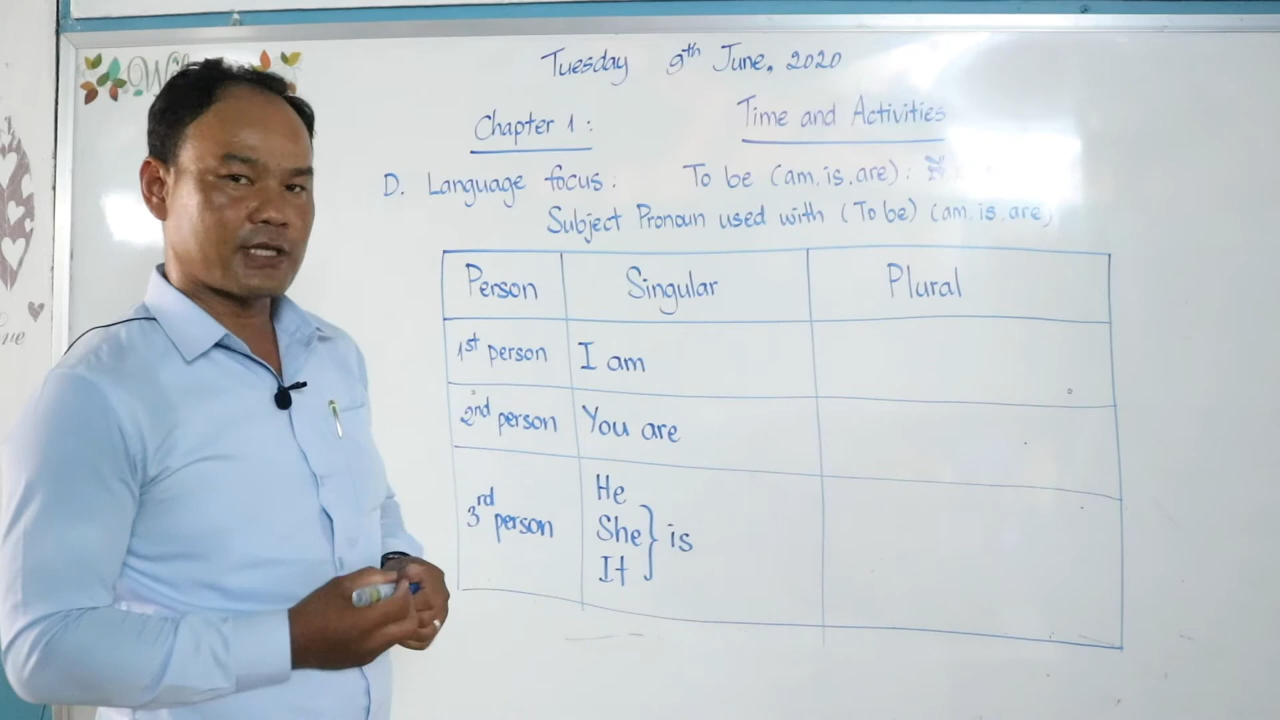 Tuesday 9th June, 2020
Chapter 1: Time and Activities
D. Language focus: To be (am.is.are):
Subject Pronoun used with (To be) (am.is.are)
Person Singular Plural
1st person I am
2nd person You are
3rd person He
She } is
It